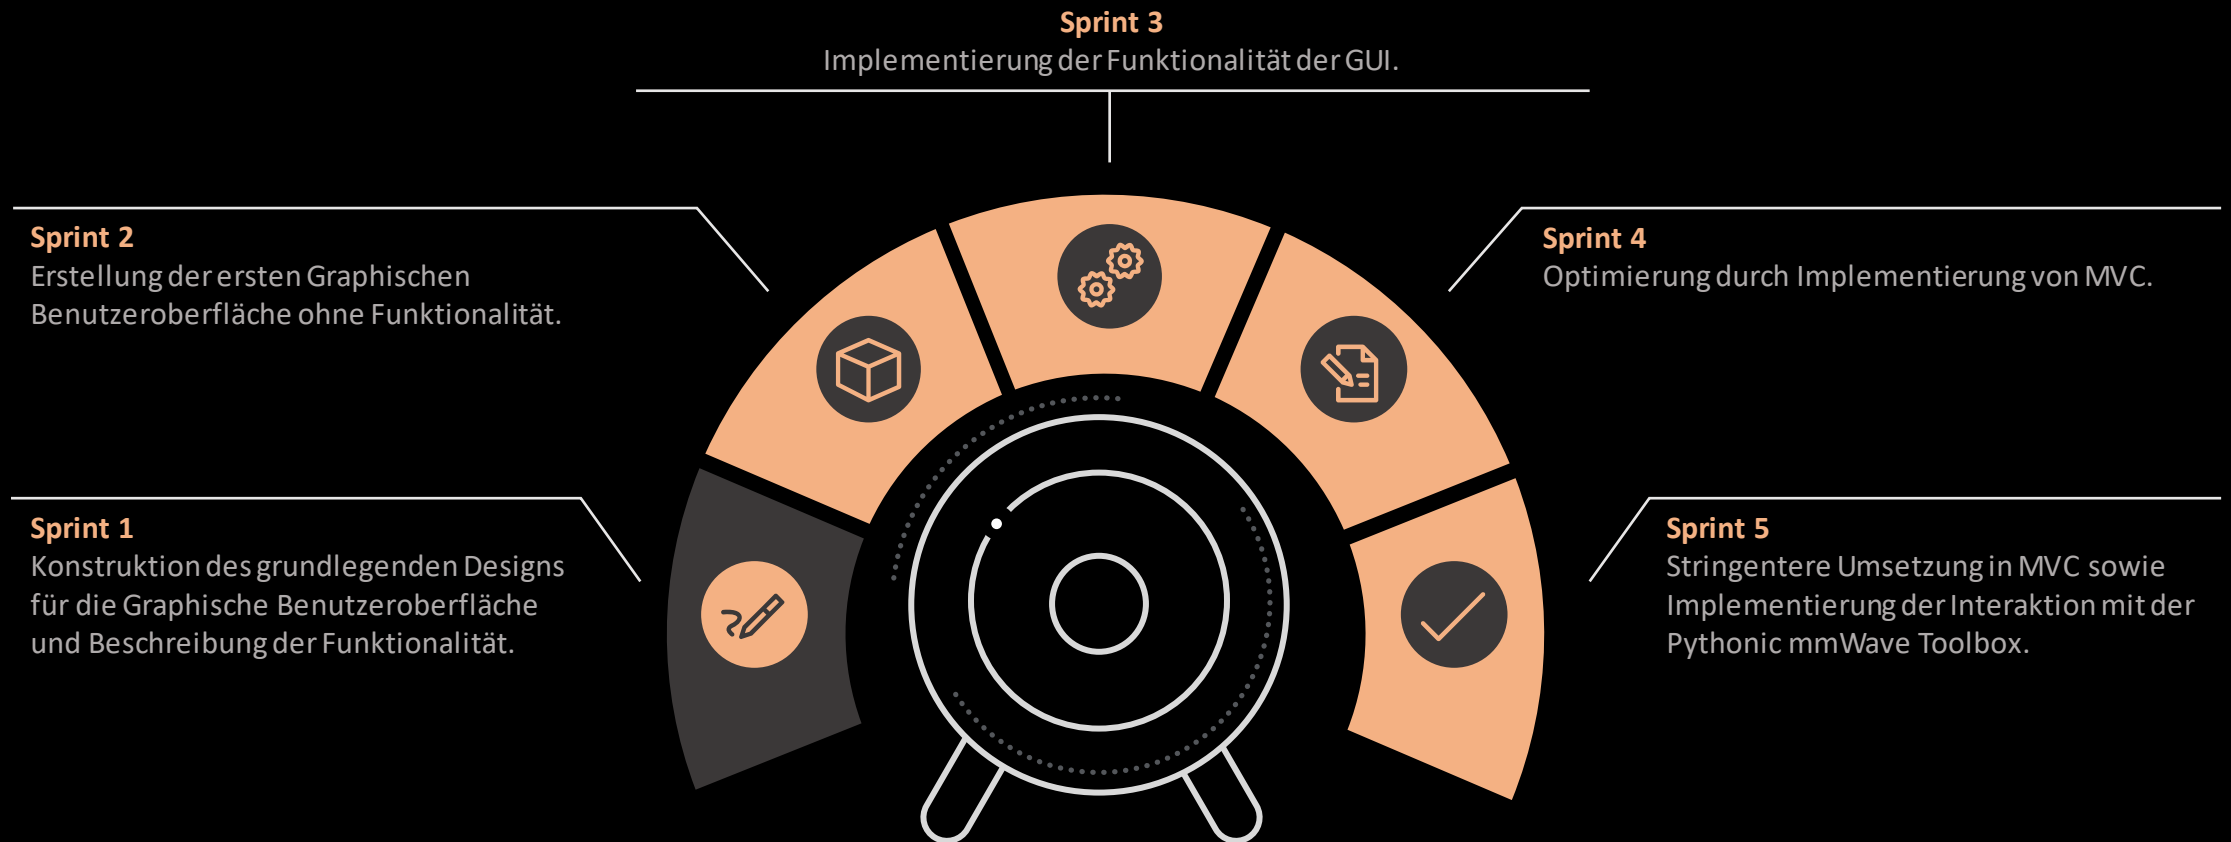 Sprint 3
Implementierung der Funktionalität der GUI.
Sprint 2
Erstellung der ersten Graphischen
Benutzeroberfläche ohne Funktionalität.
Sprint 4
Optimierung durch Implementierung von MVC.
Sprint 1
Konstruktion des grundlegenden Designs
für die Graphische Benutzeroberfläche
und Beschreibung der Funktionalität.
Sprint 5
Stringentere Umsetzung in MVC sowie
Implementierung der Interaktion mit der
Pythonic mmWave Toolbox.